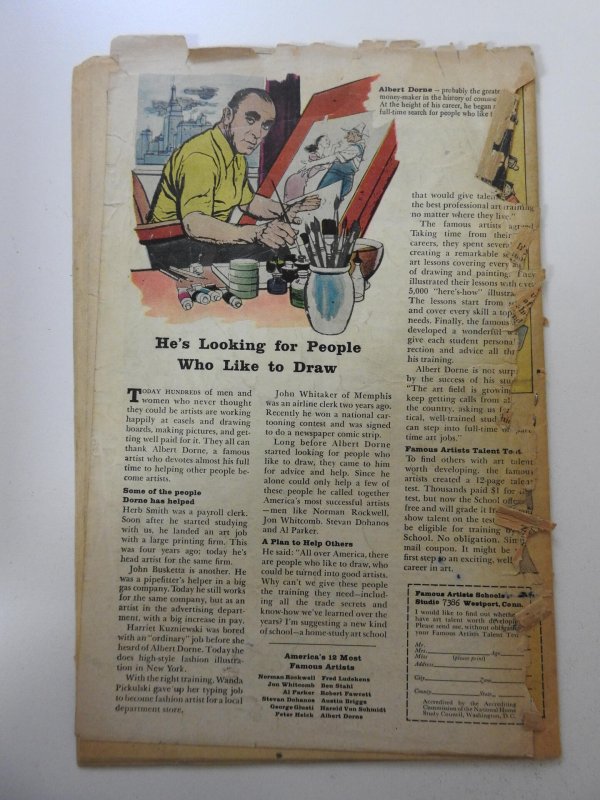 Albert Dorne — probably the
money-maker in the history of
At the height of his career, he began
full-time search for people who like
He's Looking for People
Who Like to Draw
TODAY HUNDREDS of men and
women who never thought
they could be artists are working
happily at easels and drawing
boards, making pictures, and get-
ting well paid for it. They all can
thank Albert Dorne, a famous
artist who devotes almost his full
time to helping other people be-
come artists.
Some of the people
Dorne has helped
Herb Smith was a payroll clerk.
Soon after he started studying
with us, he landed an art job
with a large printing firm. This
was four years ago; today he's
head artist for the same firm.
John Busketta is another. He
was a pipefitter's helper in a big
gas company. Today he still works
for the same company, but as an
artist in the advertising depart-
ment, with a big increase in pay.
Harriet Kuzniewski was bored
with an "ordinary" job before she
heard of Albert Dorne. Today she
does high-style fashion illustra-
tion in New York.
With the right training, Wanda
Pickulski gave up her typing job
to become fashion artist for a local
department store.
John Whitaker of Memphis
was an airline clerk two years ago.
Recently he won a national car-
tooning contest and was signed
to do a newspaper comic strip.
Long before Albert Dorne
started looking for people who
like to draw, they came to him
for advice and help. Since he
alone could only help a few of
these people he called together
America's most successful artists
—men like Norman Rockwell,
Jon Whitcomb, Stevan Dohanos
and Al Parker.
A Plan to Help Others
He said: "All over America, there
are people who like to draw, who
could be turned into good artists.
Why can't we give these people
the training they need—includ-
ing all the trade secrets and
know-how we've learned over the
years? I'm suggesting a new kind
of school—a home-study art school
America's 12 Most
Famous Artists
Norman Rockwell Fred Ludekens
Jon Whitcomb Ben Stahl
Al Parker Robert Fawcett
Stevan Dohanos Austin Briggs
George Giusti Harold Von Schmidt
Peter Helck Albert Dorne
that would give
the best professional art training
no matter where they live."
The famous artists agreed
Taking time from their
careers, they spent
creating a remarkable
art lessons covering every
of drawing and painting.
illustrated their lessons with over
5,000 "here's-how"
The lessons start from
and cover every skill a
needs. Finally, the famous
developed a wonderful
give each student
rection and advice all
his training.
Albert Dorne is not
by the success of his
"The art field is
keep getting calls from
the country, asking
tical, well-trained
can step into full-time
time art jobs."
Famous Artists Talent
To find others with art talent
worth developing, the famous
artists created a 12-page
test. Thousands paid $1 for
test, but now the School
free and will grade it
show talent on the test
be eligible for training
School. No obligation.
mail coupon. It might be
first step to an exciting, well
career in art.
Famous Artists Schools
Studio 7306 Westport, Conn.
I would like to find out
have art talent worth
Please send me, without
your Famous Artists Talent
Mr.
Mrs. Age
Miss (please print)
Address
City Zone
County State
Accredited by the Accrediting
Commission of the National Home
Study Council, Washington, D.C.